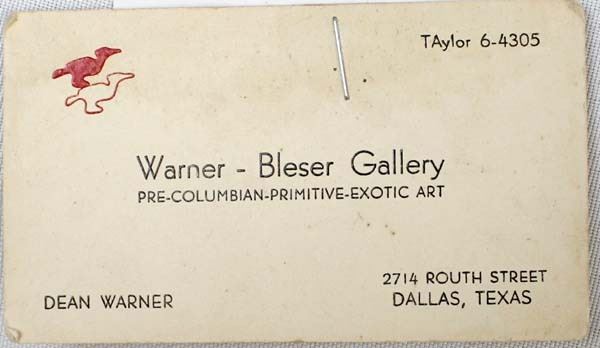 TAylor 6-4305
Warner - Bleser Gallery
PRE-COLUMBIAN-PRIMITIVE-EXOTIC ART
DEAN WARNER
2714 ROUTH STREET
DALLAS, TEXAS